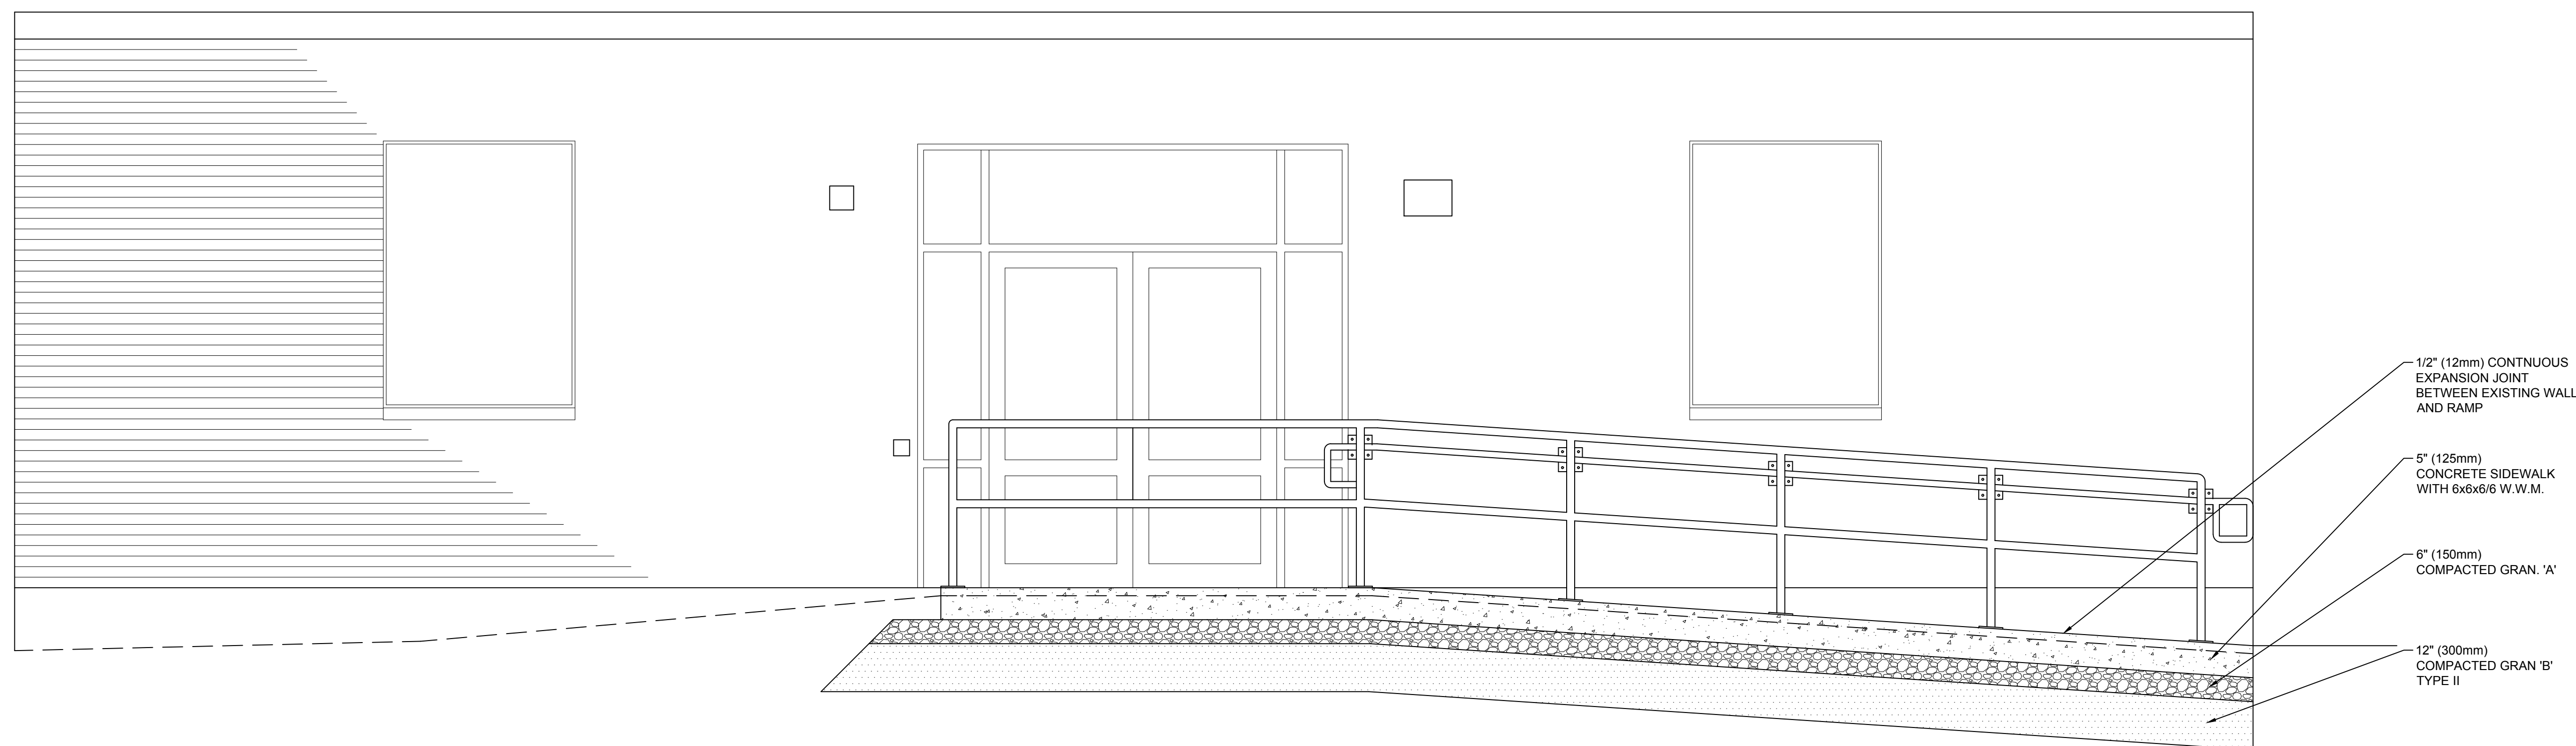 1/2" (12mm) CONTNUOUS
EXPANSION JOINT
BETWEEN EXISTING WALL
AND RAMP
5" (125mm)
CONCRETE SIDEWALK
WITH 6x6x6/6 W.W.M.
6" (150mm)
COMPACTED GRAN. 'A'
12" (300mm)
COMPACTED GRAN 'B'
TYPE II